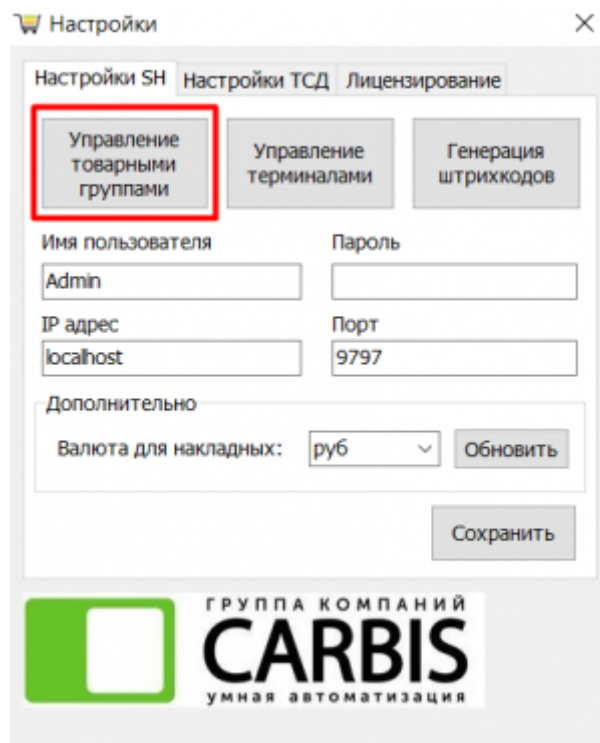 Настройки
Настройки SH Настройки ТСД Лицензирование
Управление
товарными
группами
Управление
терминалами
Генерация
штрихкодов
Имя пользователя
Пароль
Admin
IP адрес
Порт
localhost
9797
Дополнительно
Валюта для накладных: руб Обновить
Сохранить
ГРУППА КОМПАНИЙ
CARBIS
умная автоматизация